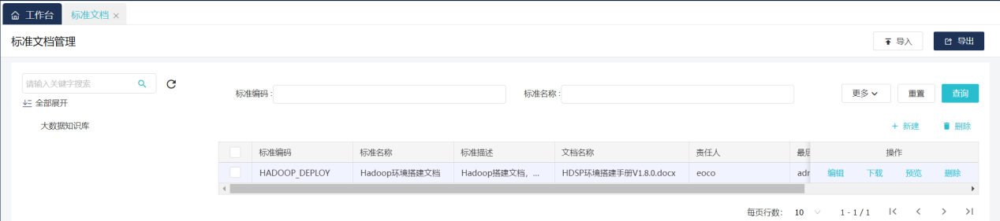 工作台 标准文档
标准文档管理 导入 导出
请输入关键字搜索
标准编码 : 标准名称 : 更多 重置 查询
全部展开
大数据知识库
+ 新建 删除
标准编码 标准名称 标准描述 文档名称 责任人 最后 操作
HADOOP_DEPLOY Hadoop环境搭建文档 Hadoop搭建文档，... HDSP环境搭建手册V1.8.0.docx eoco adr 编辑 下载 预览 删除
每页行数: 10 1 - 1 / 1